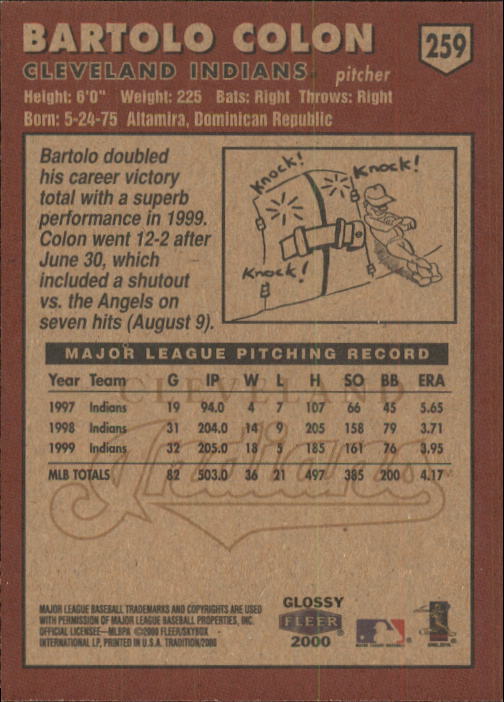 BARTOLO COLON
259
CLEVELAND INDIANS pitcher
Height: 6'0" Weight: 225 Bats: Right Throws: Right
Born: 5-24-75 Altamira, Dominican Republic
Bartolo doubled
his career victory
total with a superb
performance in 1999.
Colon went 12-2 after
June 30, which
included a shutout
vs. the Angels on
seven hits (August 9).
Knock!
Knock!
Knock!
MAJOR LEAGUE PITCHING RECORD
Year Team G IP W L H SO BB ERA
CLEVELAND
1997 Indians 19 94.0 4 7 107 66 45 5.65
1998 Indians 31 204.0 14 9 205 158 79 3.71
1999 Indians 32 205.0 18 5 185 161 76 3.95
MLB TOTALS 82 503.0 36 21 497 385 200 4.17
Indians
MAJOR LEAGUE BASEBALL TRADEMARKS AND COPYRIGHTS ARE USED
WITH PERMISSION OF MAJOR LEAGUE BASEBALL PROPERTIES, INC.
OFFICIAL LICENSEE—MLBPA ©2000 FLEER/SKYBOX
INTERNATIONAL LP, PRINTED IN U.S.A. TRADITION/2000
GLOSSY
FLEER
2000